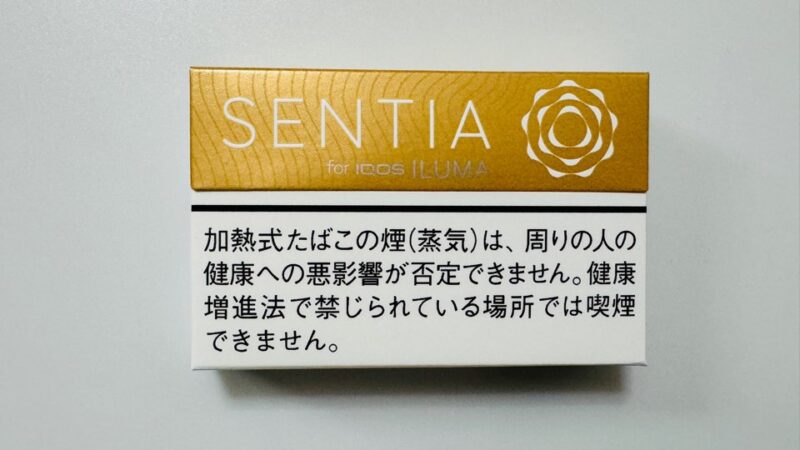 SENTIA
for IQOS ILUMA
加熱式たばこの煙(蒸気)は、周りの人の
健康への悪影響が否定できません。健康
増進法で禁じられている場所では喫煙
できません。